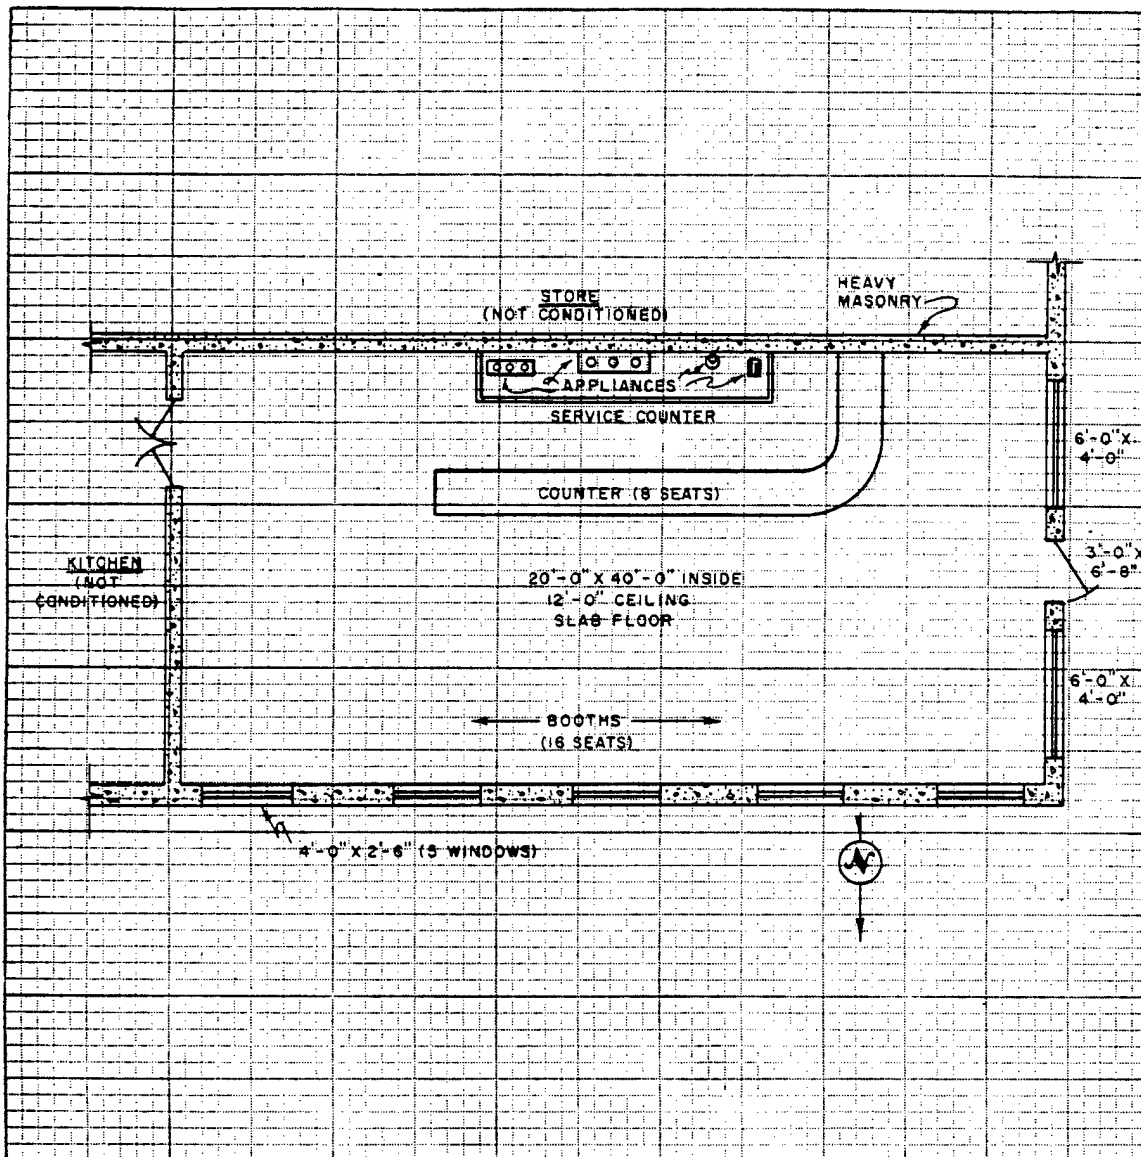 STORE
(NOT CONDITIONED)
HEAVY
MASONRY
APPLIANCES
SERVICE COUNTER
6'-0" X
4'-0"
COUNTER (8 SEATS)
KITCHEN
(NOT
CONDITIONED)
20'-0" X 40'-0" INSIDE
12'-0" CEILING
SLAB FLOOR
3'-0" X
6'-8"
6'-0" X
4'-0"
BOOTHS
(16 SEATS)
4'-0" X 2'-6" (5 WINDOWS)
N